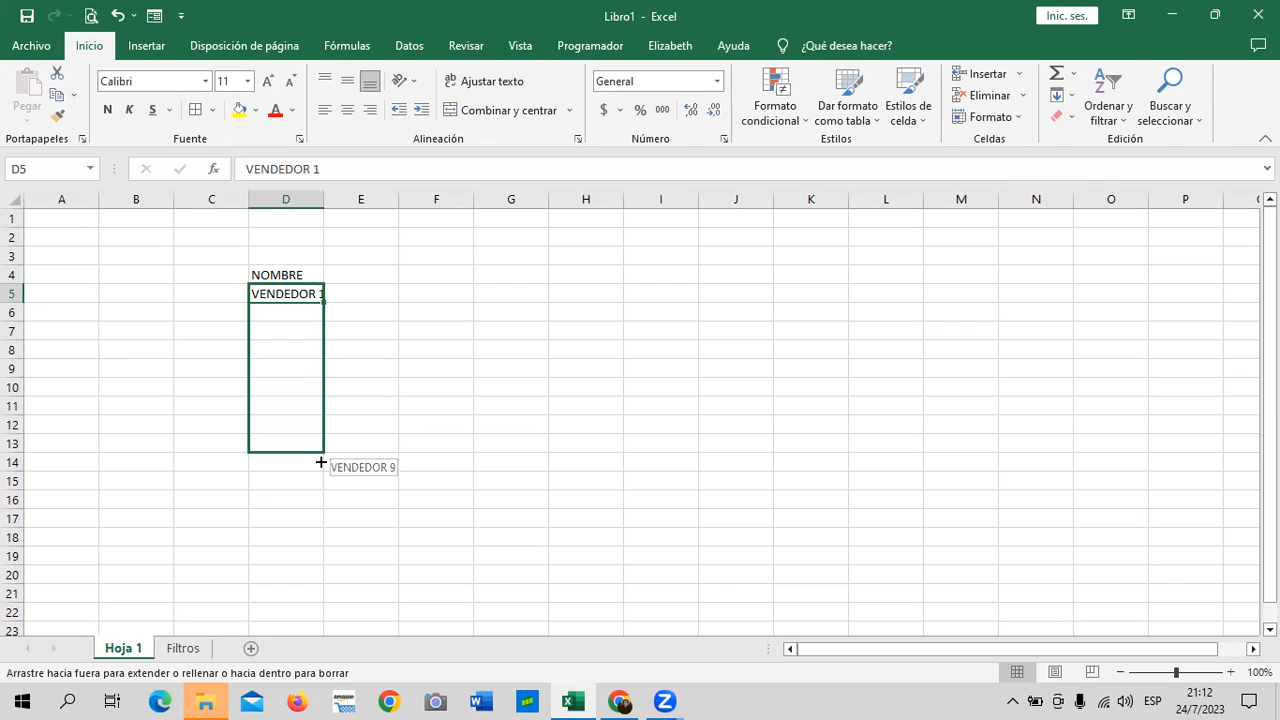 Libro1 - Excel
Inic. ses.
Archivo Inicio Insertar Disposición de página Fórmulas Datos Revisar Vista Programador Elizabeth Ayuda ¿Qué desea hacer?
Pegar
Calibri 11
N K S
Ajustar texto
Combinar y centrar
General
$ % 000
Formato condicional
Dar formato como tabla
Estilos de celda
Insertar
Eliminar
Formato
Ordenar y filtrar
Buscar y seleccionar
Portapapeles Fuente Alineación Número Estilos Celdas Edición
D5 fx VENDEDOR 1
A B C D E F G H I J K L M N O P
1
2
3
4 NOMBRE
5 VENDEDOR 1
6
7
8
9
10
11
12
13
14 VENDEDOR 9
15
16
17
18
19
20
21
22
23
Hoja 1 Filtros
Arrastre hacia fuera para extender o rellenar o hacia dentro para borrar
100%
ESP
21:12
24/7/2023